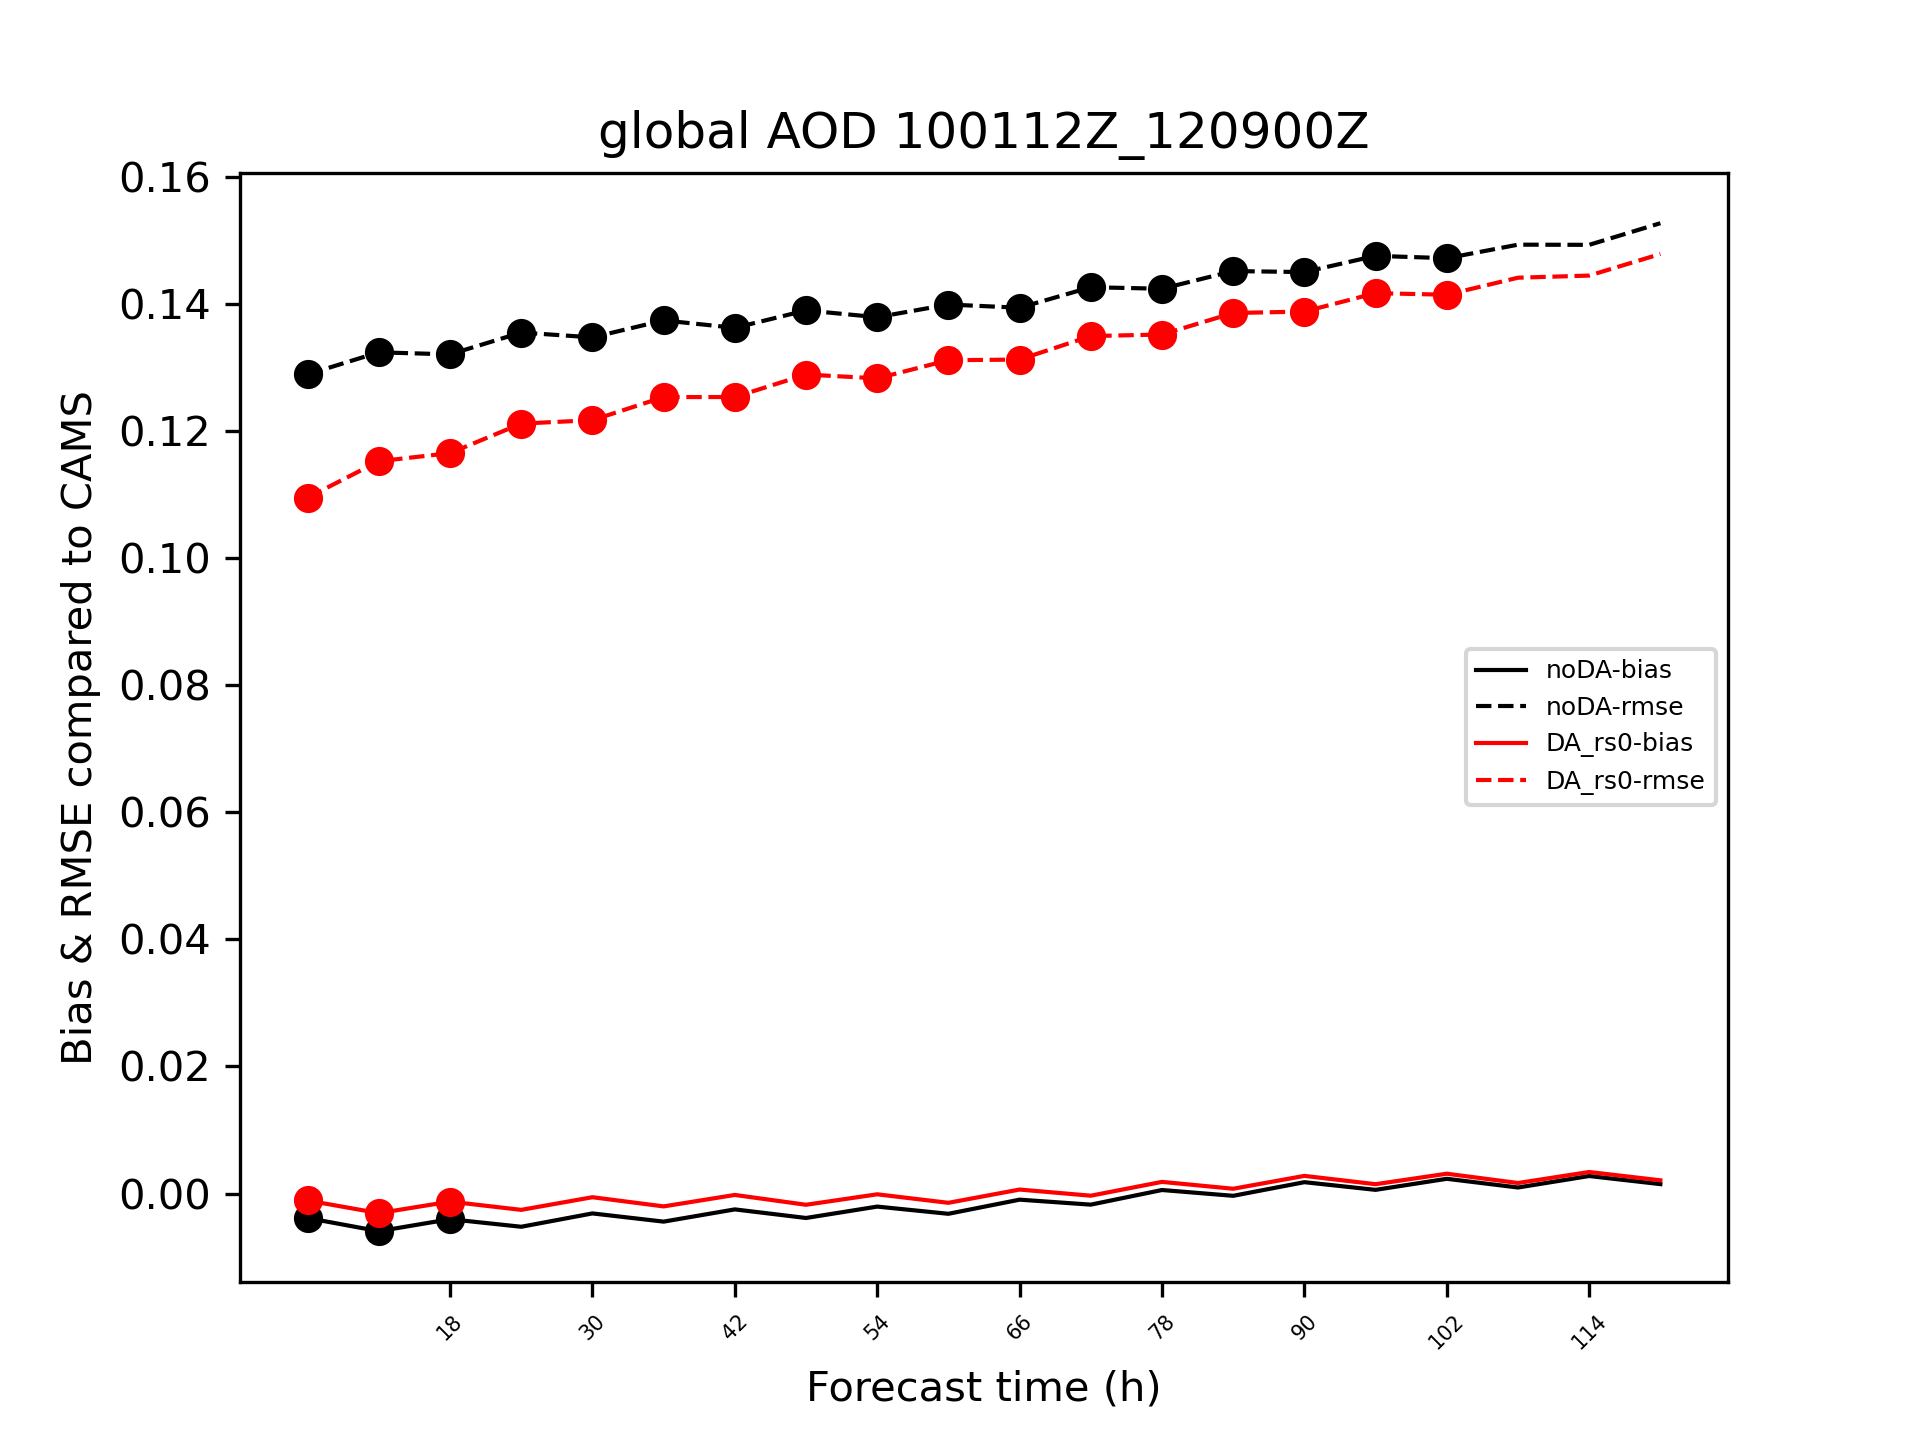 global AOD 100112Z_120900Z
Bias & RMSE compared to CAMS
0.16
0.14
0.12
0.10
0.08
0.06
0.04
0.02
0.00
noDA-bias
noDA-rmse
DA_rs0-bias
DA_rs0-rmse
18 30 42 54 66 78 90 102 114
Forecast time (h)